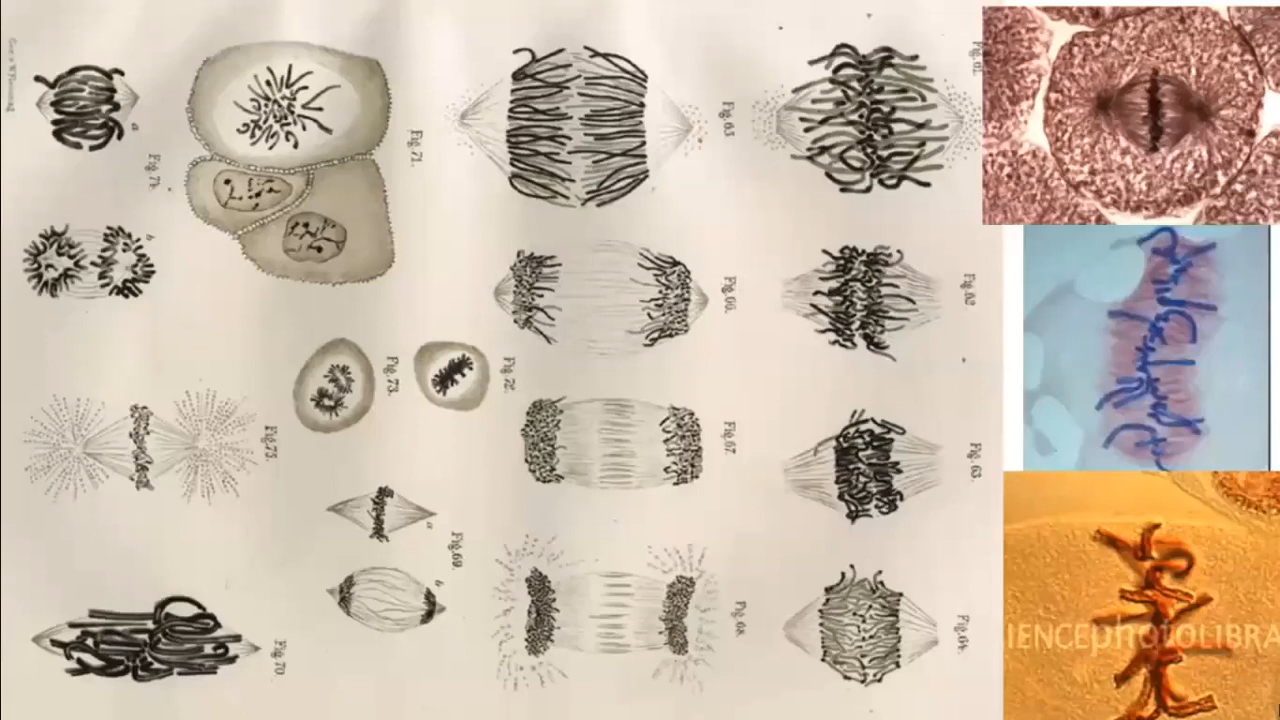 Fig. 61.
Fig. 62.
Fig. 63.
Fig. 64.
Fig. 65
Fig. 66.
Fig. 67.
Fig. 68.
Fig. 71.
Fig. 72.
Fig. 73.
Fig. 69.
a
b
Fig. 74.
a
b
Fig. 75.
Fig. 70.
IENCEphotOLIBRA